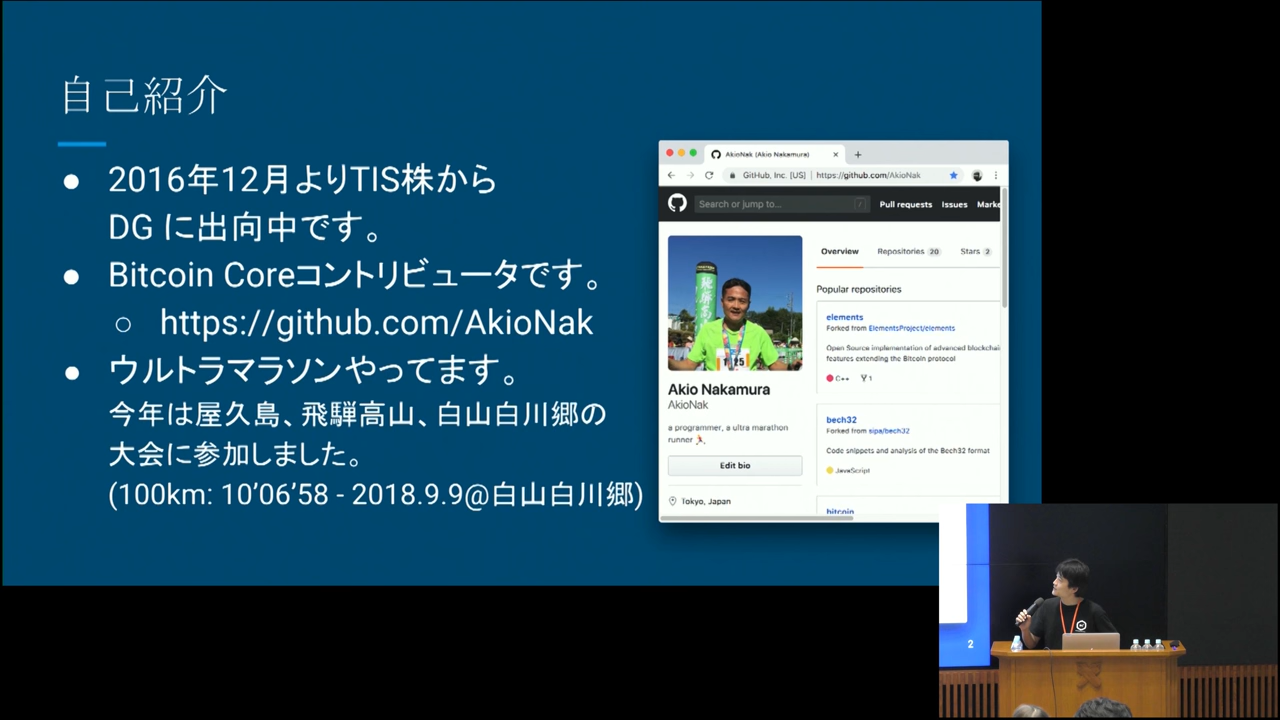 自己紹介
● 2016年12月よりTIS株から
DG に出向中です。
● Bitcoin Coreコントリビュータです。
○ https://github.com/AkioNak
● ウルトラマラソンやってます。
今年は屋久島、飛騨高山、白山白川郷の
大会に参加しました。
(100km: 10’06’58 - 2018.9.9@白山白川郷)
AkioNak (Akio Nakamura)
GitHub, Inc. [US] | https://github.com/AkioNak
Search or jump to... /
Pull requests Issues Marke
飛騨高
Akio Nakamura
AkioNak
a programmer, a ultra marathon
runner
Edit bio
Tokyo, Japan
Overview Repositories 20 Stars 2
Popular repositories
elements
Forked from ElementsProject/elements
Open Source implementation of advanced blockchai
features extending the Bitcoin protocol
C++ 1
bech32
Forked from sipa/bech32
Code snippets and analysis of the Bech32 format
JavaScript
bitcoin
2